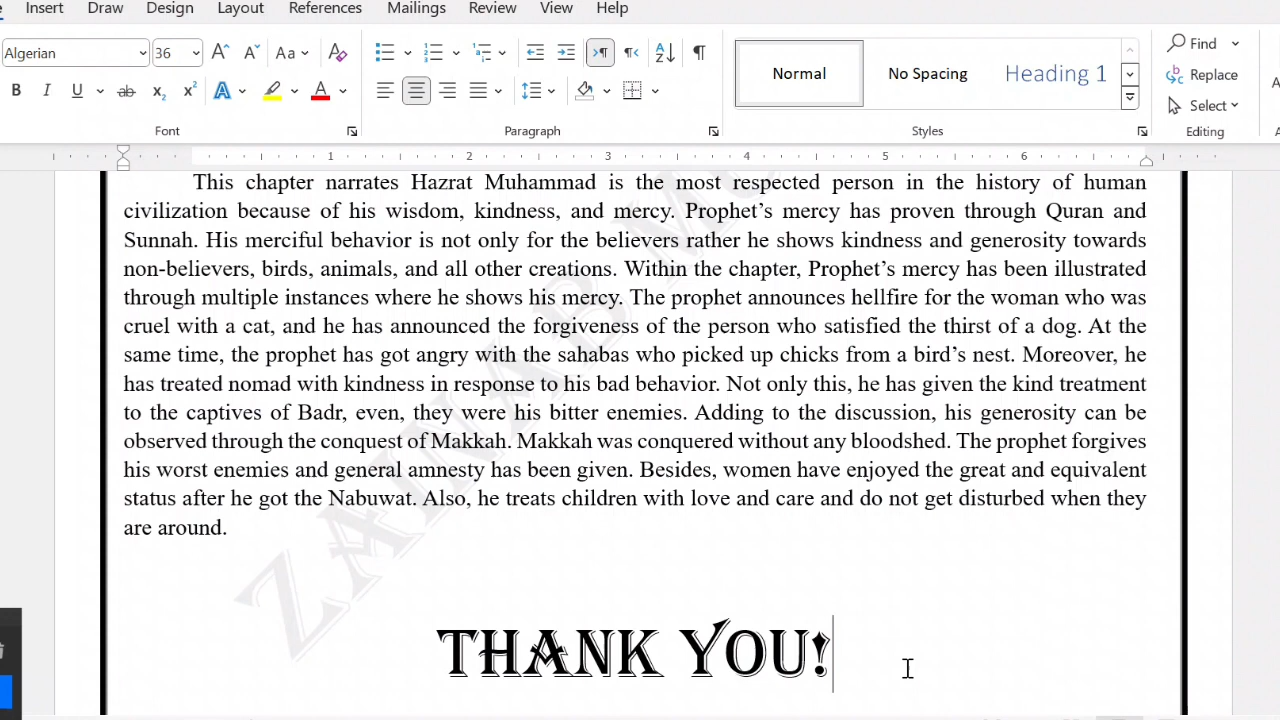 Insert Draw Design Layout References Mailings Review View Help
Algerian 36 Aa Normal No Spacing Heading 1 Find
Replace
B I U ab x₂ x² A A Select
Font Paragraph Styles Editing
1 2 3 4 5 6
This chapter narrates Hazrat Muhammad is the most respected person in the history of human
civilization because of his wisdom, kindness, and mercy. Prophet’s mercy has proven through Quran and
Sunnah. His merciful behavior is not only for the believers rather he shows kindness and generosity towards
non-believers, birds, animals, and all other creations. Within the chapter, Prophet’s mercy has been illustrated
through multiple instances where he shows his mercy. The prophet announces hellfire for the woman who was
cruel with a cat, and he has announced the forgiveness of the person who satisfied the thirst of a dog. At the
same time, the prophet has got angry with the sahabas who picked up chicks from a bird’s nest. Moreover, he
has treated nomad with kindness in response to his bad behavior. Not only this, he has given the kind treatment
to the captives of Badr, even, they were his bitter enemies. Adding to the discussion, his generosity can be
observed through the conquest of Makkah. Makkah was conquered without any bloodshed. The prophet forgives
his worst enemies and general amnesty has been given. Besides, women have enjoyed the great and equivalent
status after he got the Nabuwat. Also, he treats children with love and care and do not get disturbed when they
are around.
ZAINAB
THANK YOU!